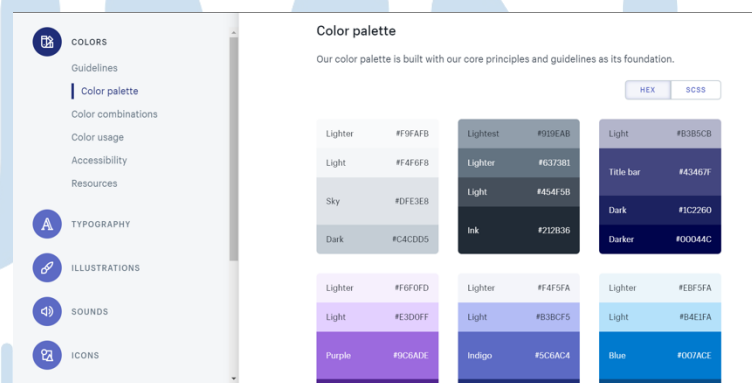 COLORS
Guidelines
Color palette
Color combinations
Color usage
Accessibility
Resources
TYPOGRAPHY
ILLUSTRATIONS
SOUNDS
ICONS
Color palette
Our color palette is built with our core principles and guidelines as its foundation.
HEX SCSS
Lighter #F9FAFB
Light #F4F6F8
Sky #DFE3E8
Dark #C4CDD5
Lightest #919EAB
Lighter #637381
Light #454F5B
Ink #212B36
Light #B3B5CB
Title bar #43467F
Dark #1C2260
Darker #00044C
Lighter #F6F0FD
Light #E3D0FF
Purple #9C6ADE
Lighter #F4F5FA
Light #B3BCF5
Indigo #5C6AC4
Lighter #EBF5FA
Light #B4E1FA
Blue #007ACE